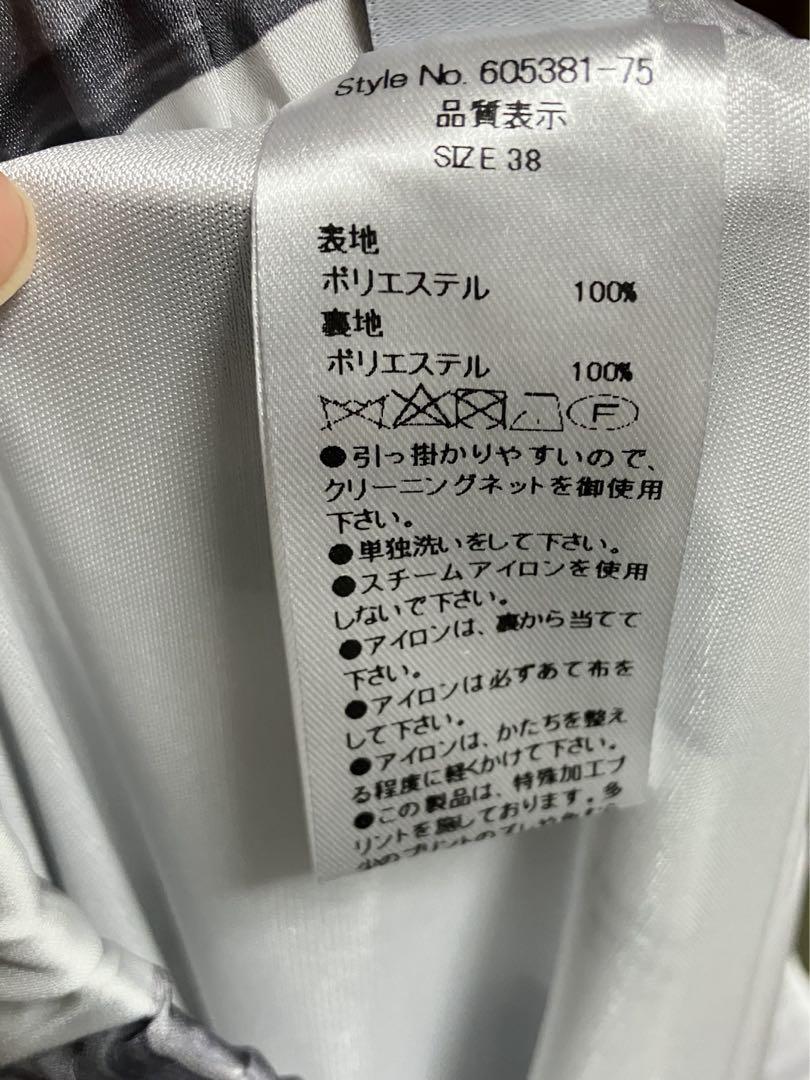 Style No. 605381-75
品質表示
SIZE 38
表地
ポリエステル 100%
裏地
ポリエステル 100%
F
●引っ掛かりやすいので、
クリーニングネットを御使用
下さい。
●単独洗いをして下さい。
●スチームアイロンを使用
しないで下さい。
●アイロンは、裏から当てて
下さい。
●アイロンは必ずあて布を
して下さい。
●アイロンは、かたちを整え
る程度に軽くかけて下さい。
●この製品は、特殊加工プ
リントを施しております。多
少のプリントの